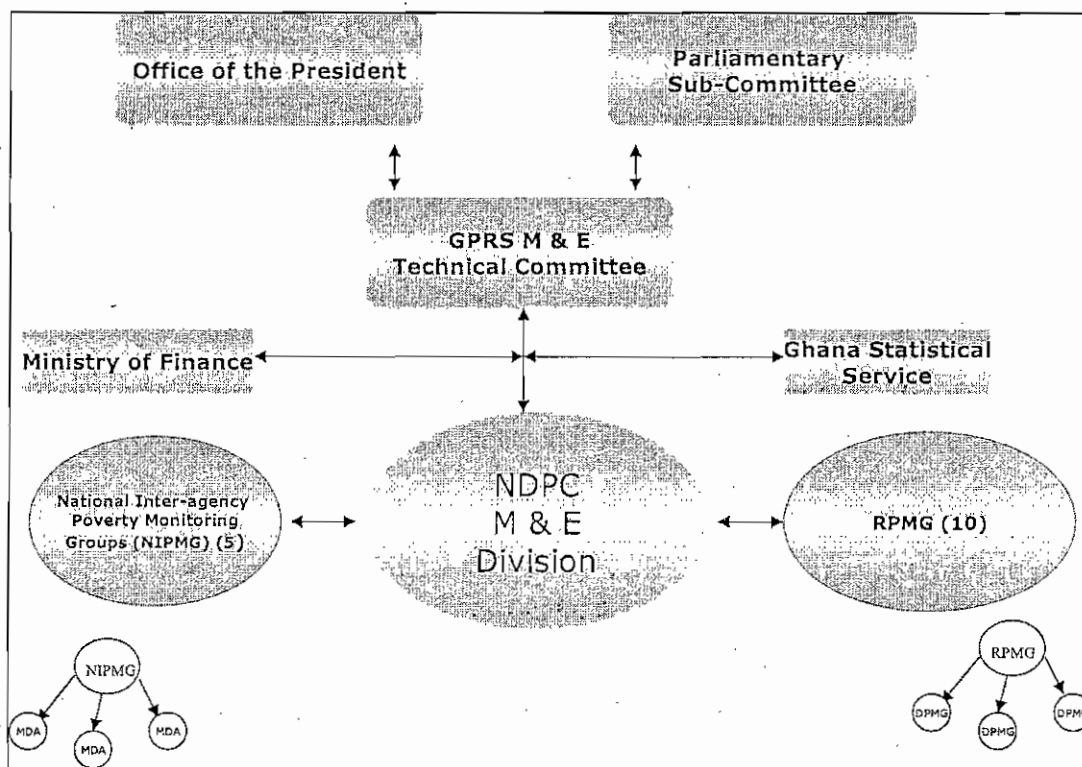 Office of the President
Parliamentary
Sub-Committee
GPRS M & E
Technical Committee
Ministry of Finance
Ghana Statistical
Service
National Inter-agency
Poverty Monitoring
Groups (NIPMG) (5)
NDPC
M & E
Division
RPMG (10)
NIPMG
MDA
MDA
MDA
RPMG
DPMG
DPMG
DPMG